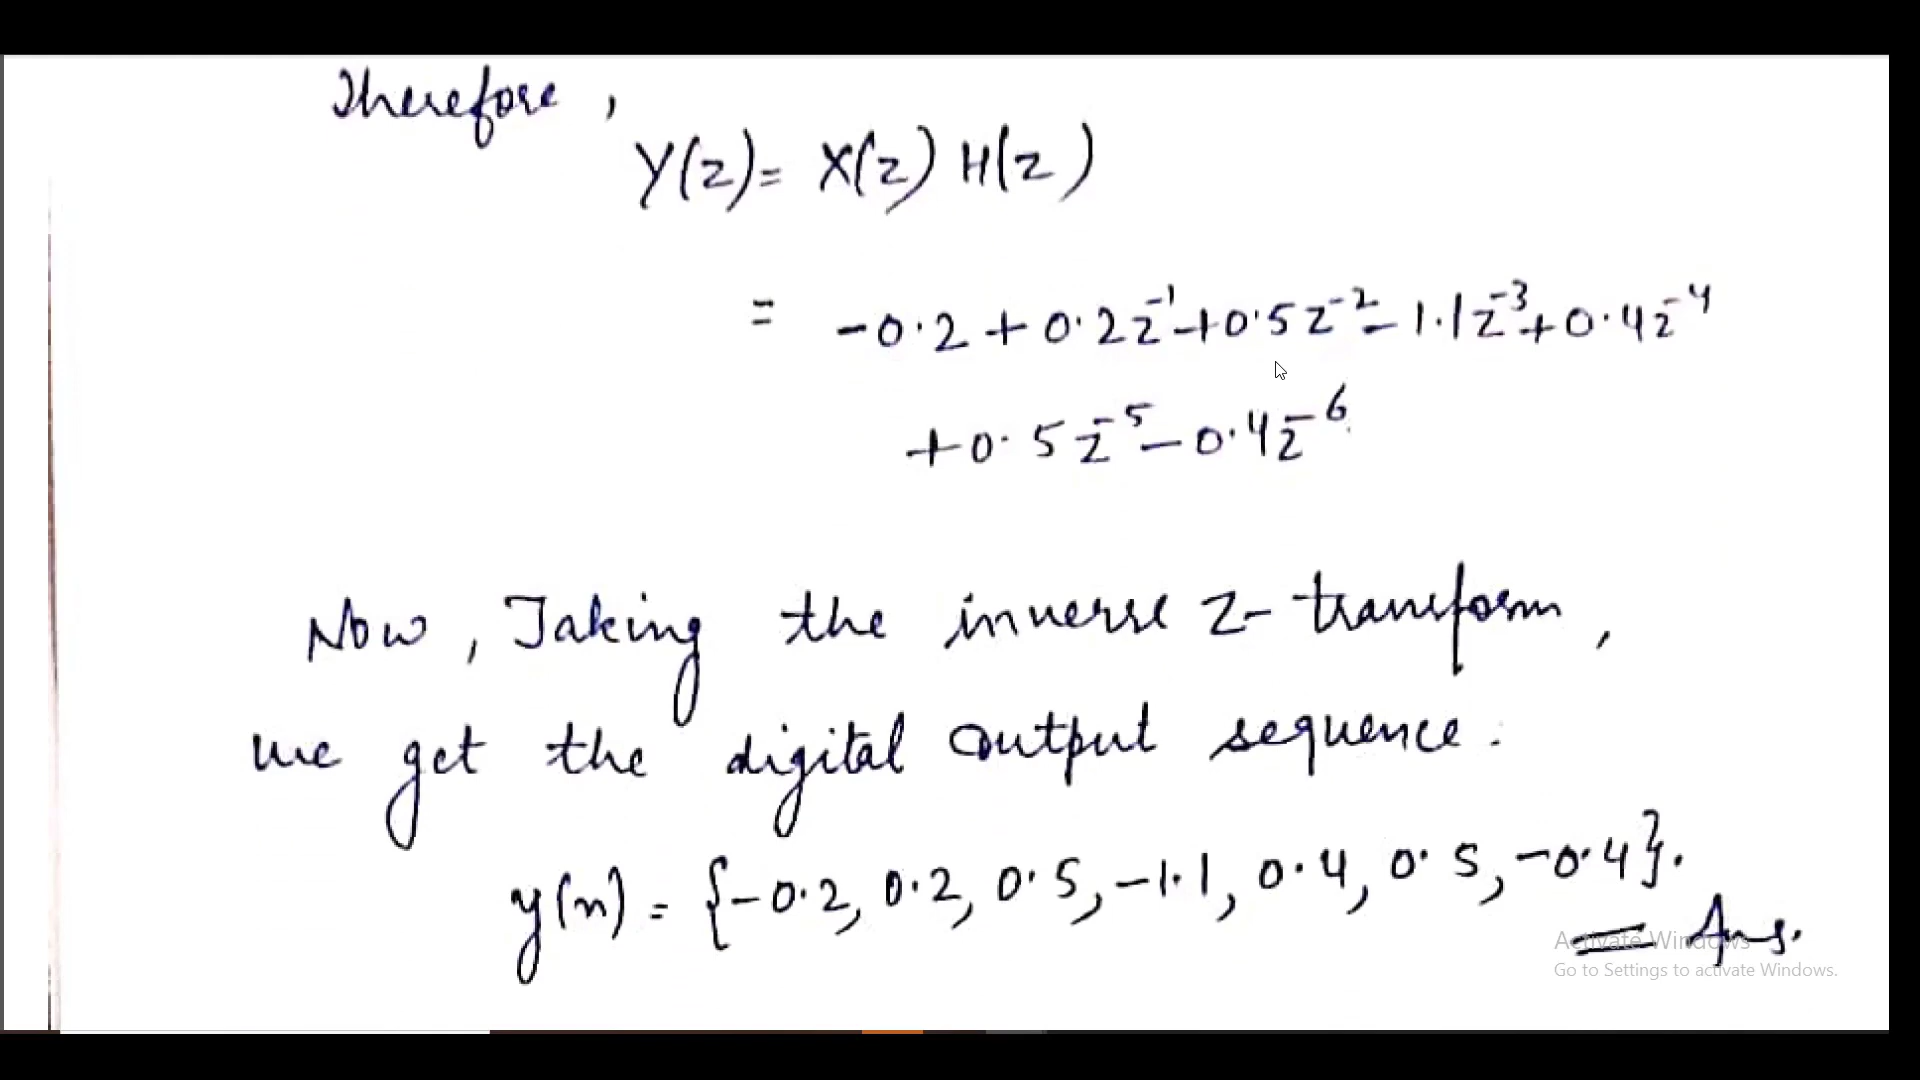 Therefore,
Y(z) = X(z) H(z)
= -0.2 + 0.2z⁻¹ + 0.5z⁻² - 1.1z⁻³ + 0.4z⁻⁴
+ 0.5z⁻⁵ - 0.4z⁻⁶
Now, Taking the inverse z-transform,
we get the digital output sequence.
y(n) = {-0.2, 0.2, 0.5, -1.1, 0.4, 0.5, -0.4}.
= Ans.
Activate Windows
Go to Settings to activate Windows.